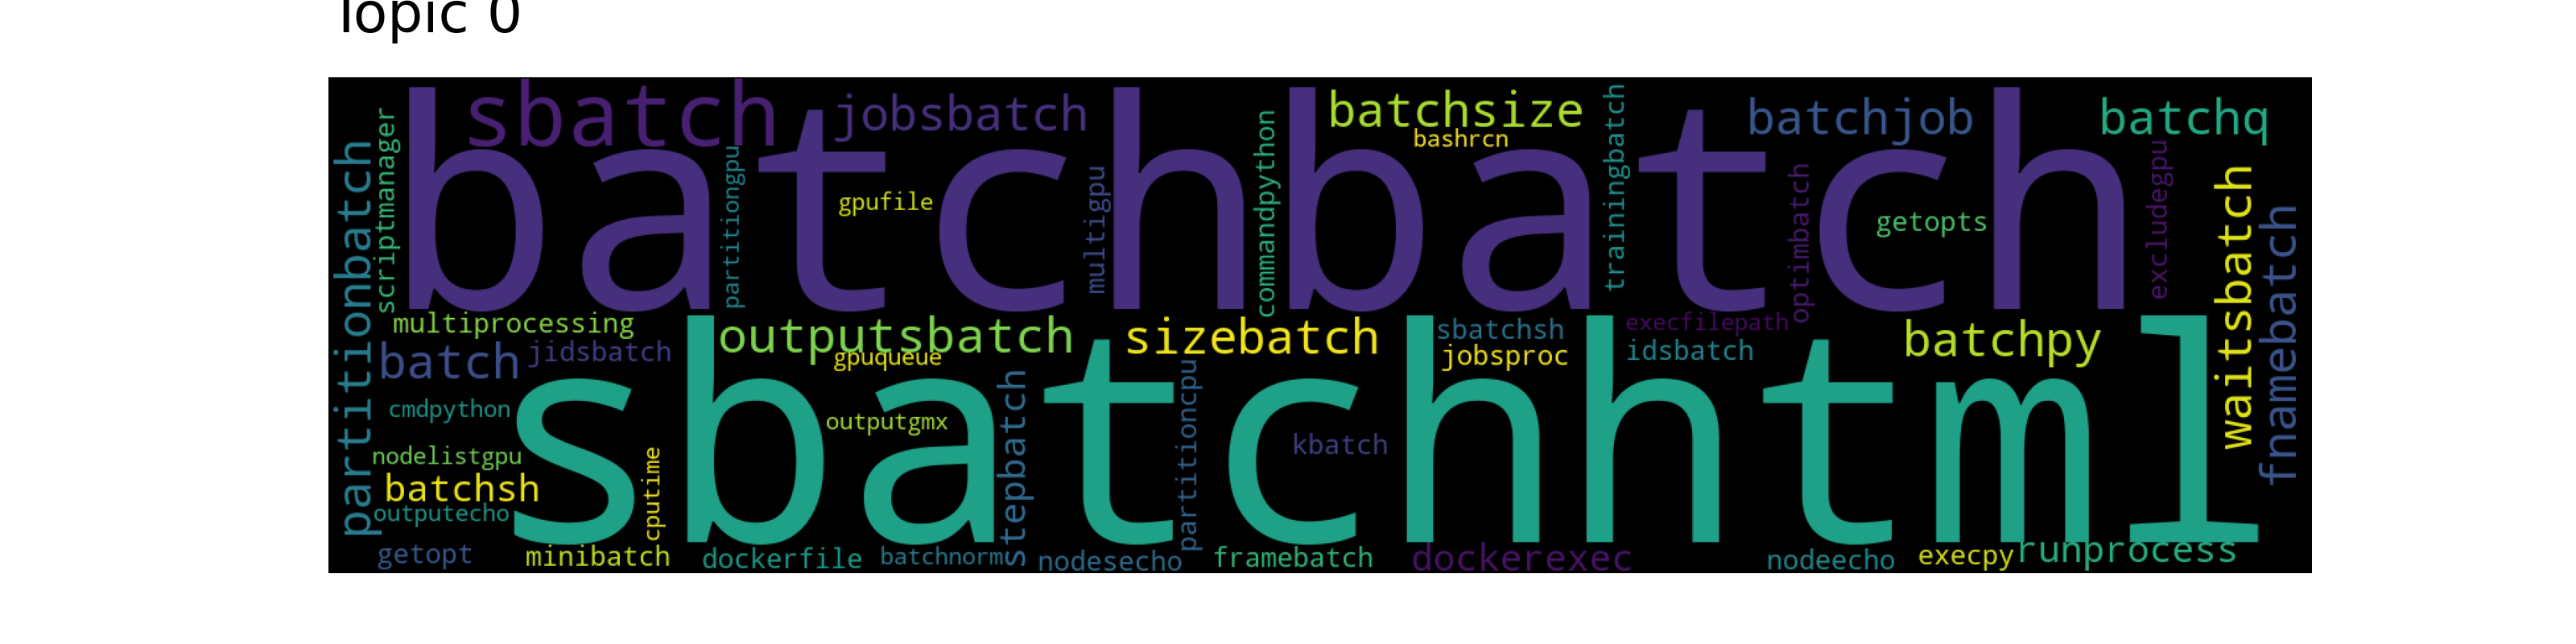 Topic 0
sbatch
jobsbatch
batchsize
bashrcn
batchjob
batchq
partitionbatch
scriptmanager
batchbatch
partitiongpu
gpufile
multigpu
commandpython
trainingbatch
optimbatch
getopts
excludegpu
waitsbatch
fnamebatch
multiprocessing
batch
jidsbatch
outputsbatch
gpuqueue
sizebatch
sbatchsh
jobsproc
execfilepath
idsbatch
batchpy
sbatchhtml
cmdpython
outputgmx
nodelistgpu
batchsh
outputecho
cputime
stepbatch
partitioncpu
kbatch
getopt
minibatch
dockerfile
batchnorm
nodesecho
framebatch
dockerexec
nodeecho
execpy
runprocess